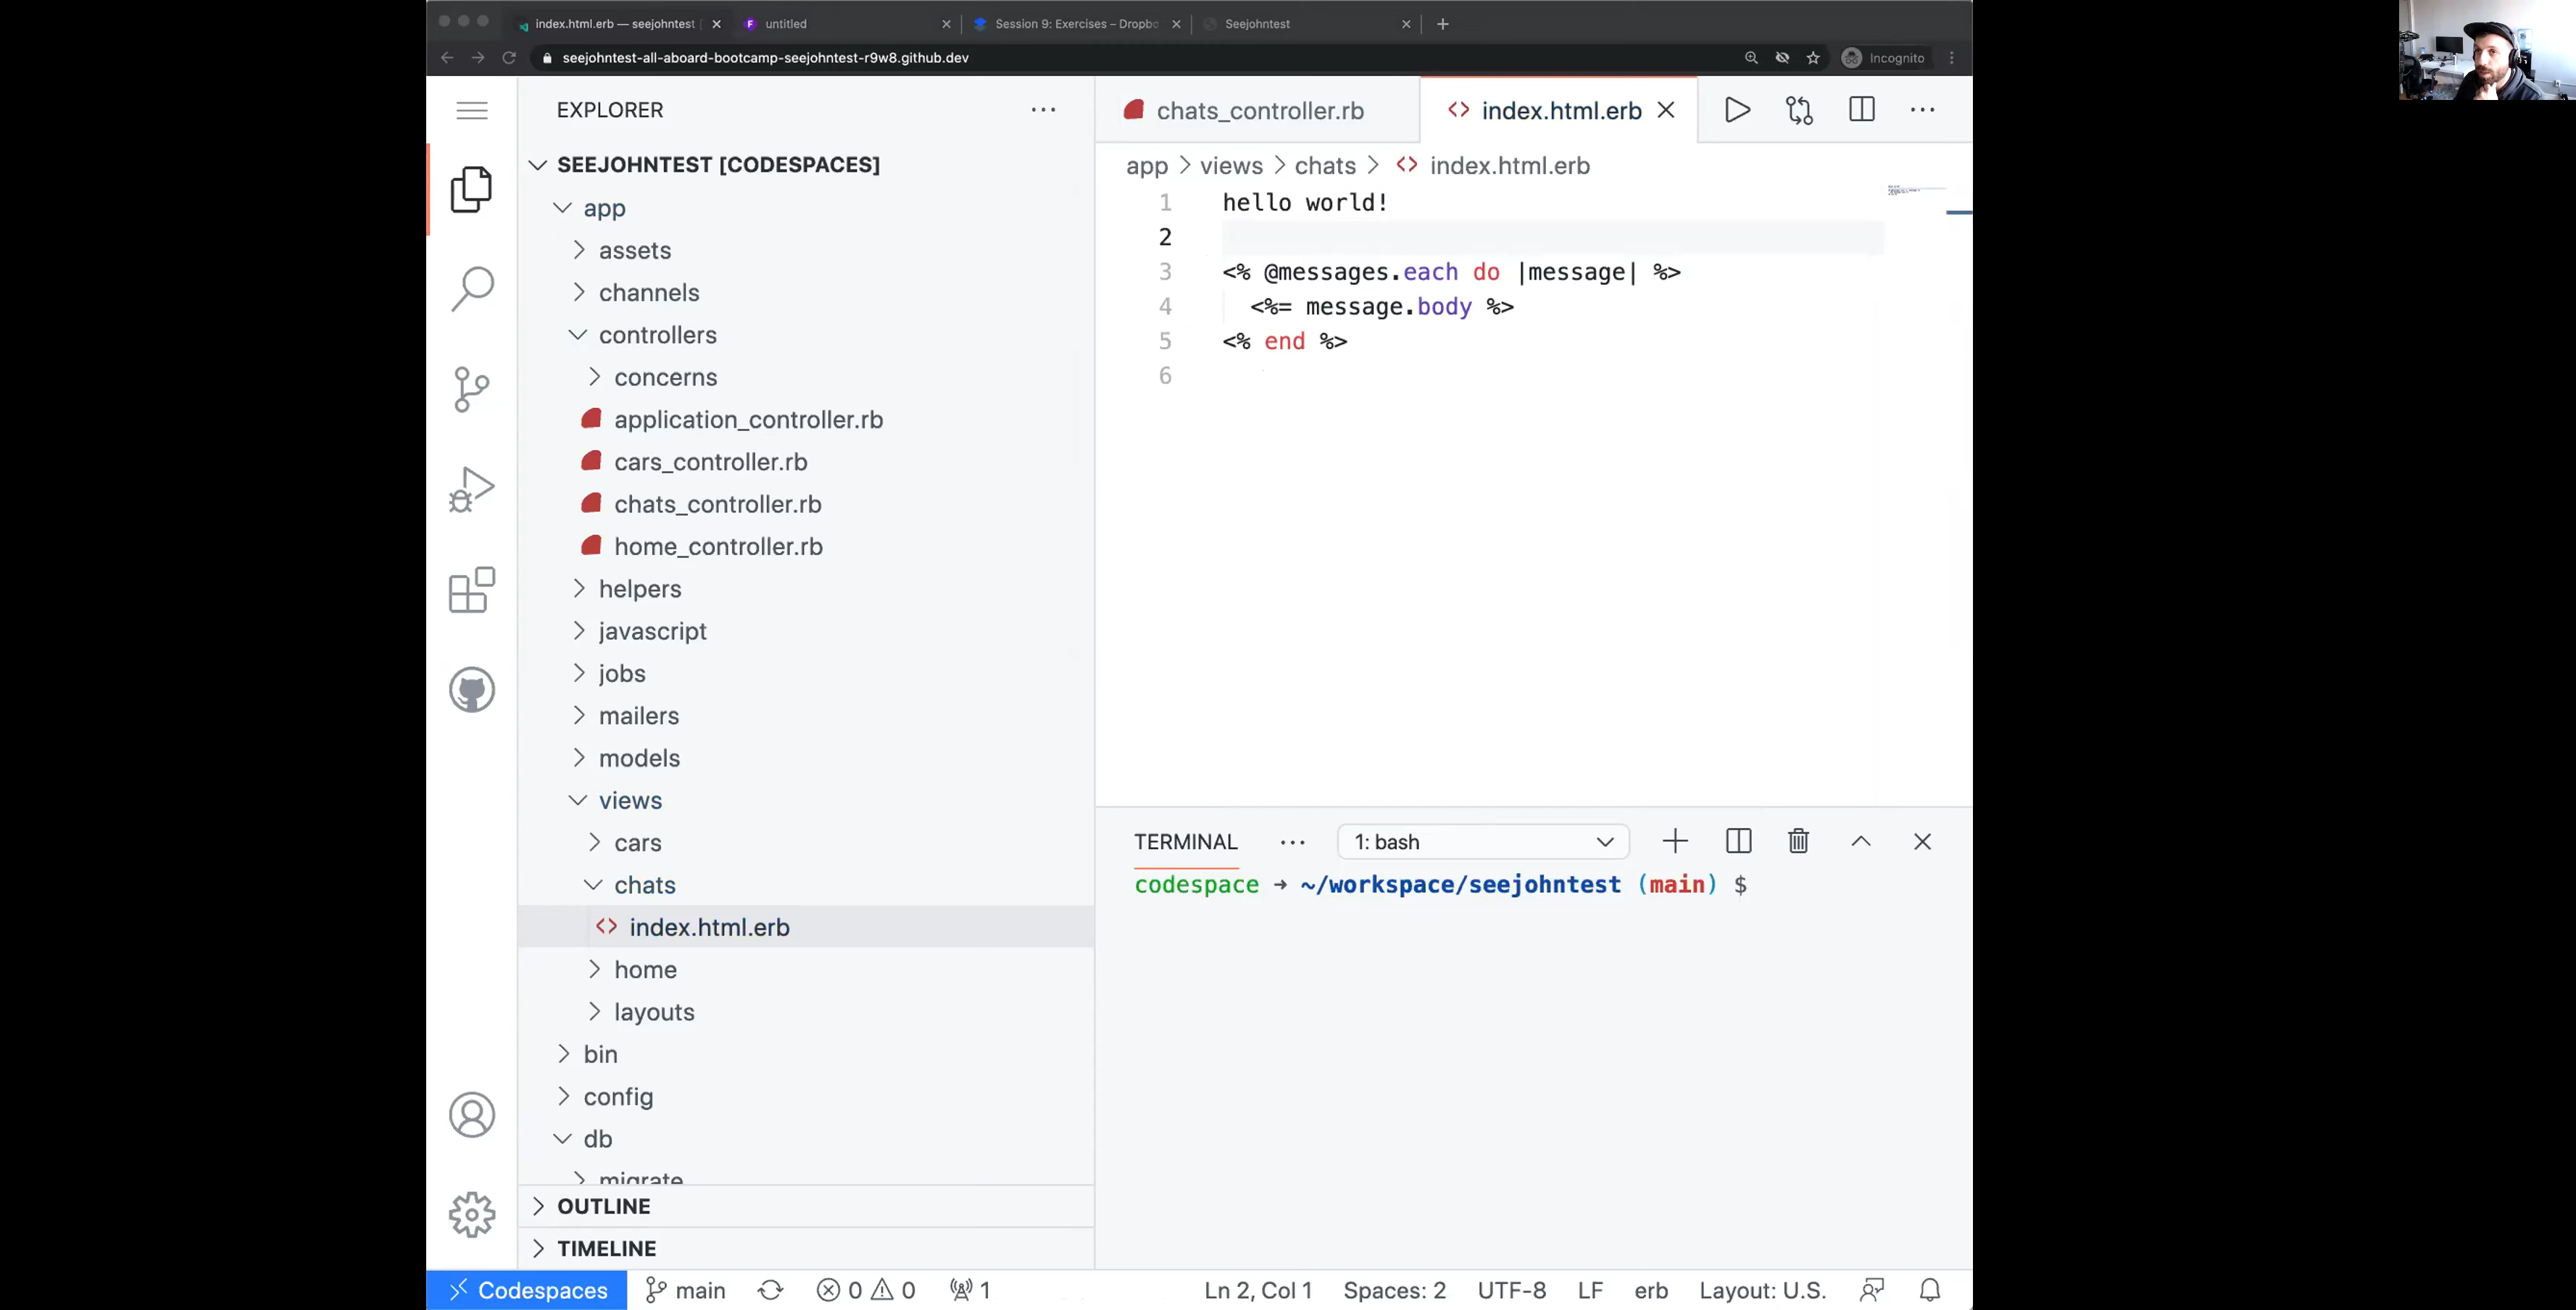 index.html.erb — seejohntest [
untitled
Session 9: Exercises – Dropbo
Seejohntest
seejohntest-all-aboard-bootcamp-seejohntest-r9w8.github.dev
Incognito
EXPLORER
SEEJOHNTEST [CODESPACES]
app
assets
channels
controllers
concerns
application_controller.rb
cars_controller.rb
chats_controller.rb
home_controller.rb
helpers
javascript
jobs
mailers
models
views
cars
chats
index.html.erb
home
layouts
bin
config
db
migrate
OUTLINE
TIMELINE
chats_controller.rb
index.html.erb
app > views > chats > <> index.html.erb
1 hello world!
2
3 <% @messages.each do |message| %>
4 <%= message.body %>
5 <% end %>
6
TERMINAL
1: bash
codespace → ~/workspace/seejohntest (main) $
Codespaces
main
0
0
1
Ln 2, Col 1
Spaces: 2
UTF-8
LF
erb
Layout: U.S.